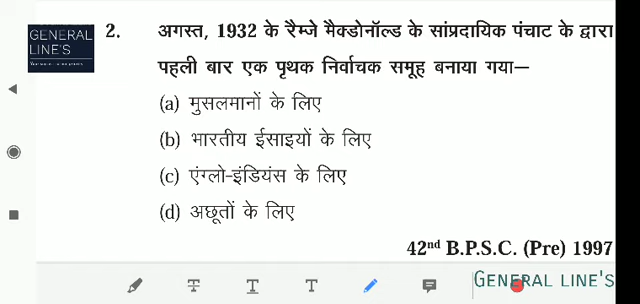 GENERAL
LINE'S
2. अगस्त, 1932 के रैम्जे मैक्डोनॉल्ड के सांप्रदायिक पंचाट के द्वारा
पहली बार एक पृथक निर्वाचक समूह बनाया गया—
(a) मुसलमानों के लिए
(b) भारतीय ईसाइयों के लिए
(c) एंग्लो-इंडियंस के लिए
(d) अछूतों के लिए
42nd B.P.S.C. (Pre) 1997
T T T
GENERAL LINE'S